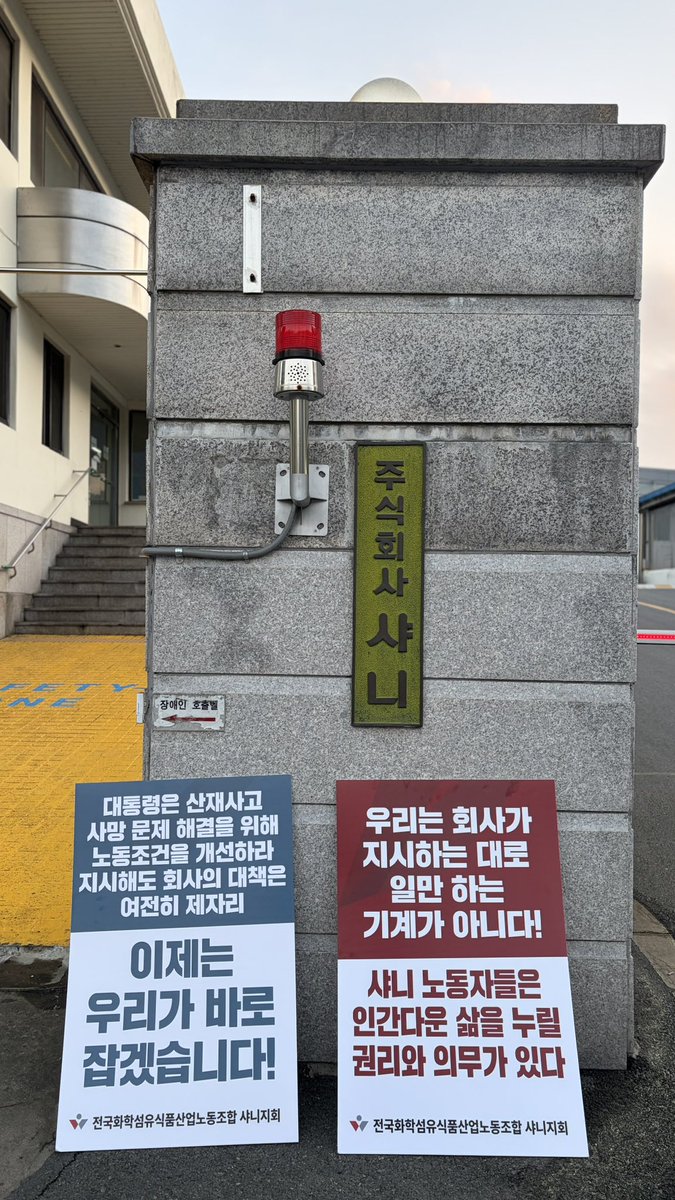 주식회사 샤니
장애인 호출벨
SAFETY
ZONE
대통령은 산재사고
사망 문제 해결을 위해
노동조건을 개선하라
지시해도 회사의 대책은
여전히 제자리
이제는
우리가 바로
잡겠습니다!
전국화학섬유식품산업노동조합 샤니지회
우리는 회사가
지시하는 대로
일만 하는
기계가 아니다!
샤니 노동자들은
인간다운 삶을 누릴
권리와 의무가 있다
전국화학섬유식품산업노동조합 샤니지회